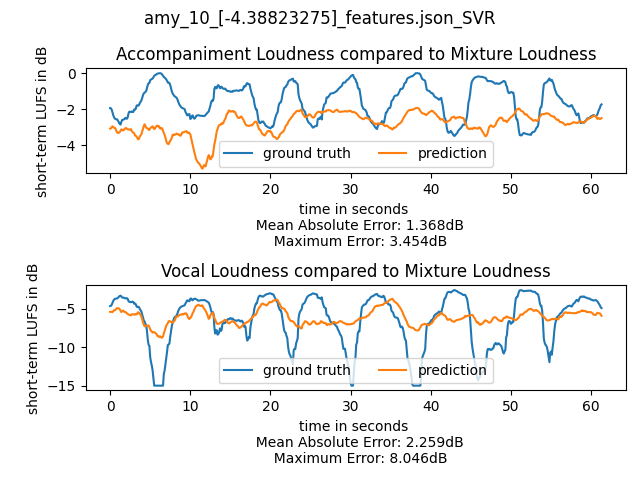 amy_10_[-4.38823275]_features.json_SVR
Accompaniment Loudness compared to Mixture Loudness
short-term LUFS in dB
0
−2
−4
ground truth
prediction
0
10
20
30
40
50
60
time in seconds
Mean Absolute Error: 1.368dB
Maximum Error: 3.454dB
Vocal Loudness compared to Mixture Loudness
short-term LUFS in dB
−5
−10
−15
ground truth
prediction
0
10
20
30
40
50
60
time in seconds
Mean Absolute Error: 2.259dB
Maximum Error: 8.046dB